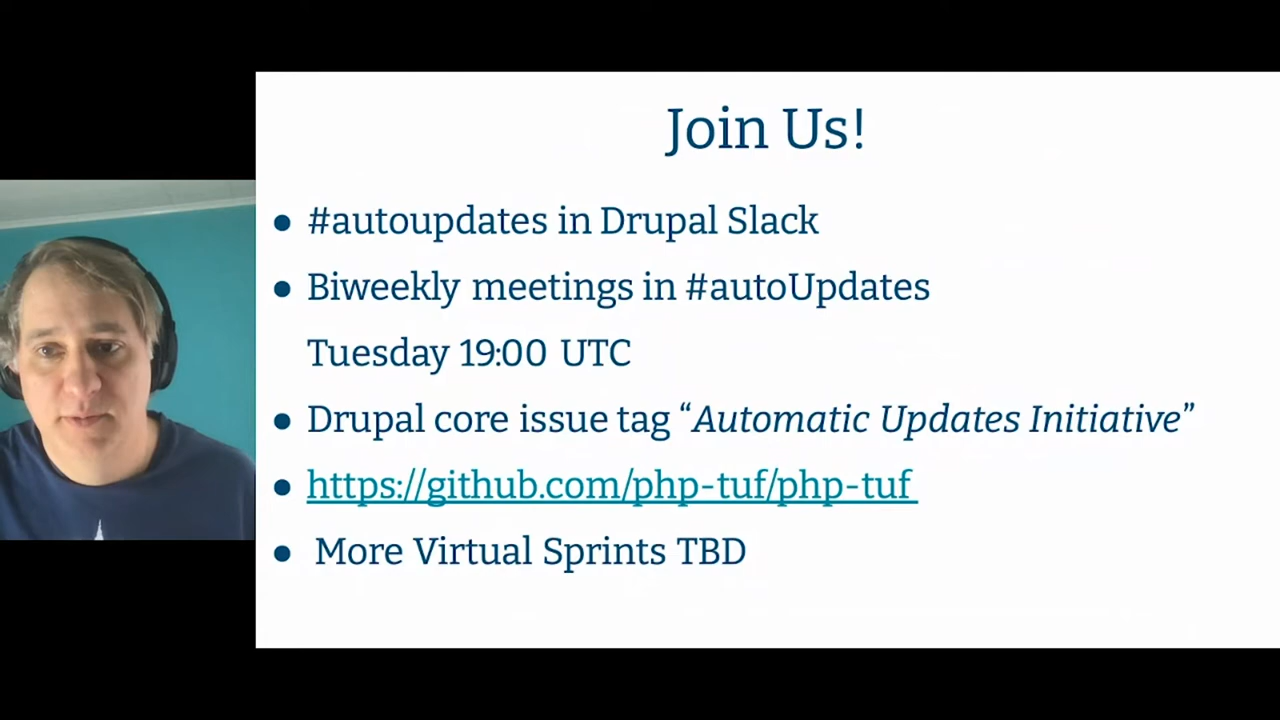 Join Us!
#autoupdates in Drupal Slack
Biweekly meetings in #autoUpdates
Tuesday 19:00 UTC
Drupal core issue tag “Automatic Updates Initiative”
https://github.com/php-tuf/php-tuf
More Virtual Sprints TBD